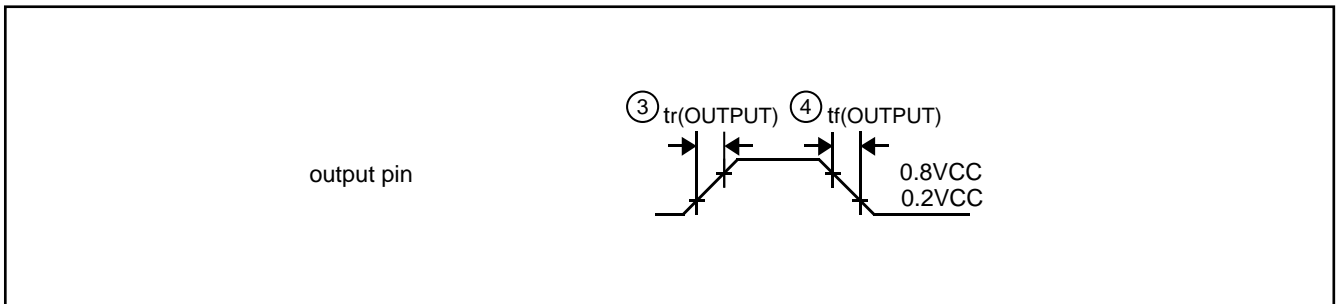 ③ tr(OUTPUT) ④ tf(OUTPUT)
output pin
0.8VCC
0.2VCC